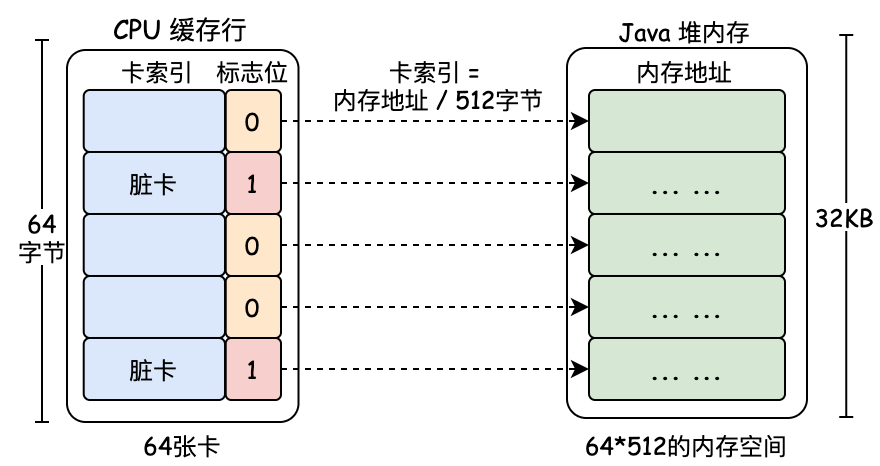 CPU 缓存行
Java 堆内存
卡索引
标志位
卡索引 =
内存地址 / 512字节
内存地址
0
脏卡
1
... ...
0
... ...
0
... ...
脏卡
1
... ...
64
字节
32KB
64张卡
64*512的内存空间